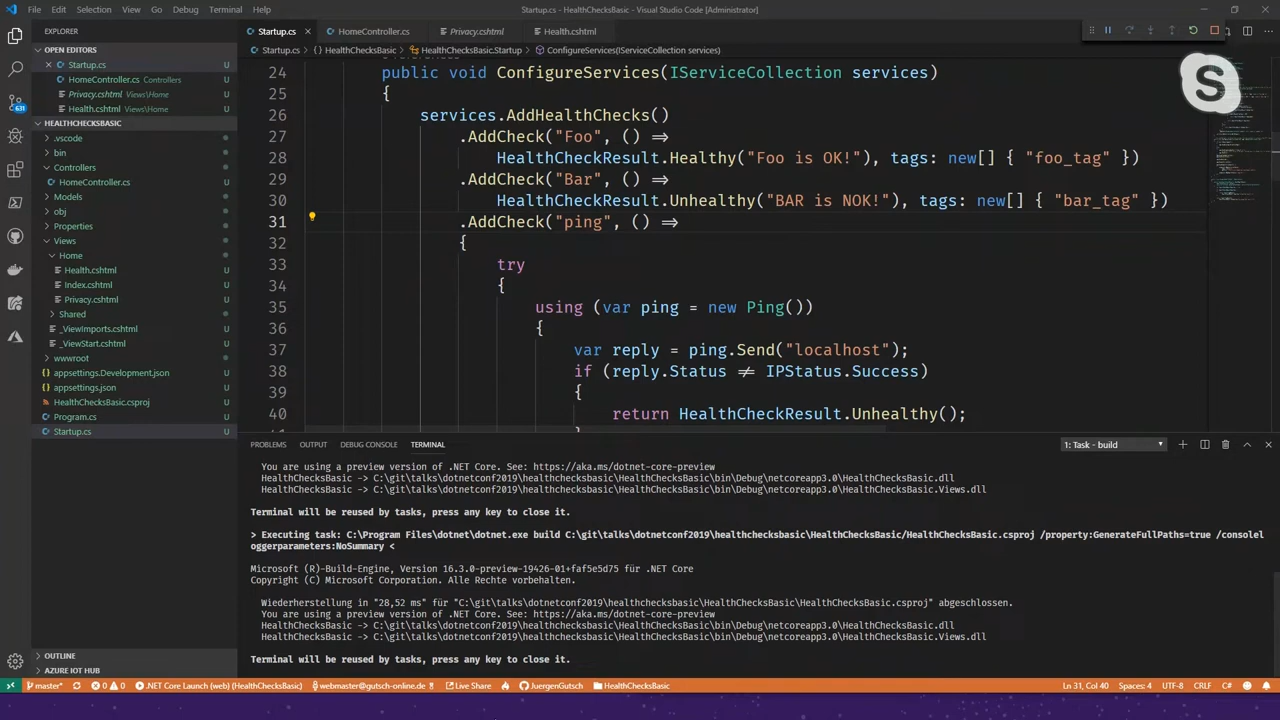 File Edit Selection View Go Debug Terminal Help
Startup.cs - HealthChecksBasic - Visual Studio Code [Administrator]
EXPLORER
OPEN EDITORS
Startup.cs U
HomeController.cs Controllers U
Privacy.cshtml Views\Home U
Health.cshtml Views\Home U
HEALTHCHECKSBASIC
.vscode
bin
Controllers
HomeController.cs U
Models
obj
Properties
Views
Home
Health.cshtml U
Index.cshtml U
Privacy.cshtml U
Shared
_ViewImports.cshtml U
_ViewStart.cshtml U
wwwroot
appsettings.Development.json U
appsettings.json U
HealthChecksBasic.csproj U
Program.cs U
Startup.cs U
OUTLINE
AZURE IOT HUB
631
Startup.cs HomeController.cs Privacy.cshtml Health.cshtml
Startup.cs HealthChecksBasic HealthChecksBasic.Startup ConfigureServices(IServiceCollection services)
24 public void ConfigureServices(IServiceCollection services)
25 {
26 services.AddHealthChecks()
27 .AddCheck("Foo", () =>
28 HealthCheckResult.Healthy("Foo is OK!"), tags: new[] { "foo_tag" })
29 .AddCheck("Bar", () =>
30 HealthCheckResult.Unhealthy("BAR is NOK!"), tags: new[] { "bar_tag" })
31 .AddCheck("ping", () =>
32 {
33 try
34 {
35 using (var ping = new Ping())
36 {
37 var reply = ping.Send("localhost");
38 if (reply.Status != IPStatus.Success)
39 {
40 return HealthCheckResult.Unhealthy();
PROBLEMS OUTPUT DEBUG CONSOLE TERMINAL 1: Task - build
You are using a preview version of .NET Core. See: https://aka.ms/dotnet-core-preview
HealthChecksBasic -> C:\git\talks\dotnetconf2019\healthchecksbasic\HealthChecksBasic\bin\Debug\netcoreapp3.0\HealthChecksBasic.dll
HealthChecksBasic -> C:\git\talks\dotnetconf2019\healthchecksbasic\HealthChecksBasic\bin\Debug\netcoreapp3.0\HealthChecksBasic.Views.dll
Terminal will be reused by tasks, press any key to close it.
> Executing task: C:\Program Files\dotnet\dotnet.exe build C:\git\talks\dotnetconf2019\healthchecksbasic\HealthChecksBasic/HealthChecksBasic.csproj /property:GenerateFullPaths=true /consolel
oggerparameters:NoSummary <
Microsoft (R)-Build-Engine, Version 16.3.0-preview-19426-01+faf5e5d75 für .NET Core
Copyright (C) Microsoft Corporation. Alle Rechte vorbehalten.
Wiederherstellung in "28,52 ms" für "C:\git\talks\dotnetconf2019\healthchecksbasic\HealthChecksBasic\HealthChecksBasic.csproj" abgeschlossen.
You are using a preview version of .NET Core. See: https://aka.ms/dotnet-core-preview
HealthChecksBasic -> C:\git\talks\dotnetconf2019\healthchecksbasic\HealthChecksBasic\bin\Debug\netcoreapp3.0\HealthChecksBasic.dll
HealthChecksBasic -> C:\git\talks\dotnetconf2019\healthchecksbasic\HealthChecksBasic\bin\Debug\netcoreapp3.0\HealthChecksBasic.Views.dll
Terminal will be reused by tasks, press any key to close it.
master* 0 0 .NET Core Launch (web) (HealthChecksBasic) webmaster@gutsch-online.de Live Share JuergenGutsch HealthChecksBasic Ln 31, Col 40 Spaces: 4 UTF-8 CRLF C#